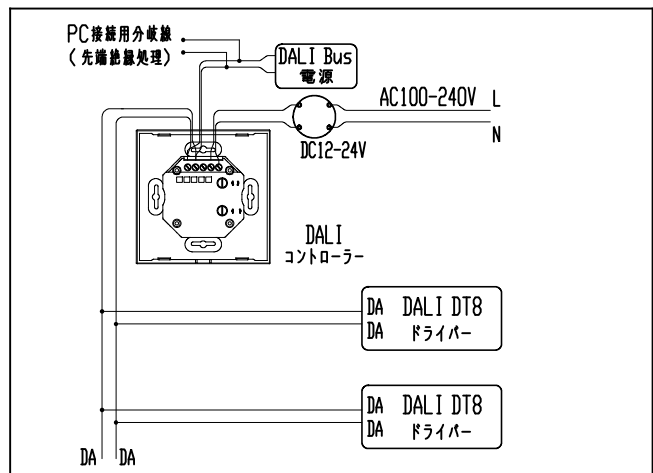 PC接続用分岐線
(先端絶縁処理)
DALI Bus
電源
AC100-240V L
N
DC12-24V
DALI
コントローラー
DA DALI DT8
DA ドライバー
DA DALI DT8
DA ドライバー
DA DA